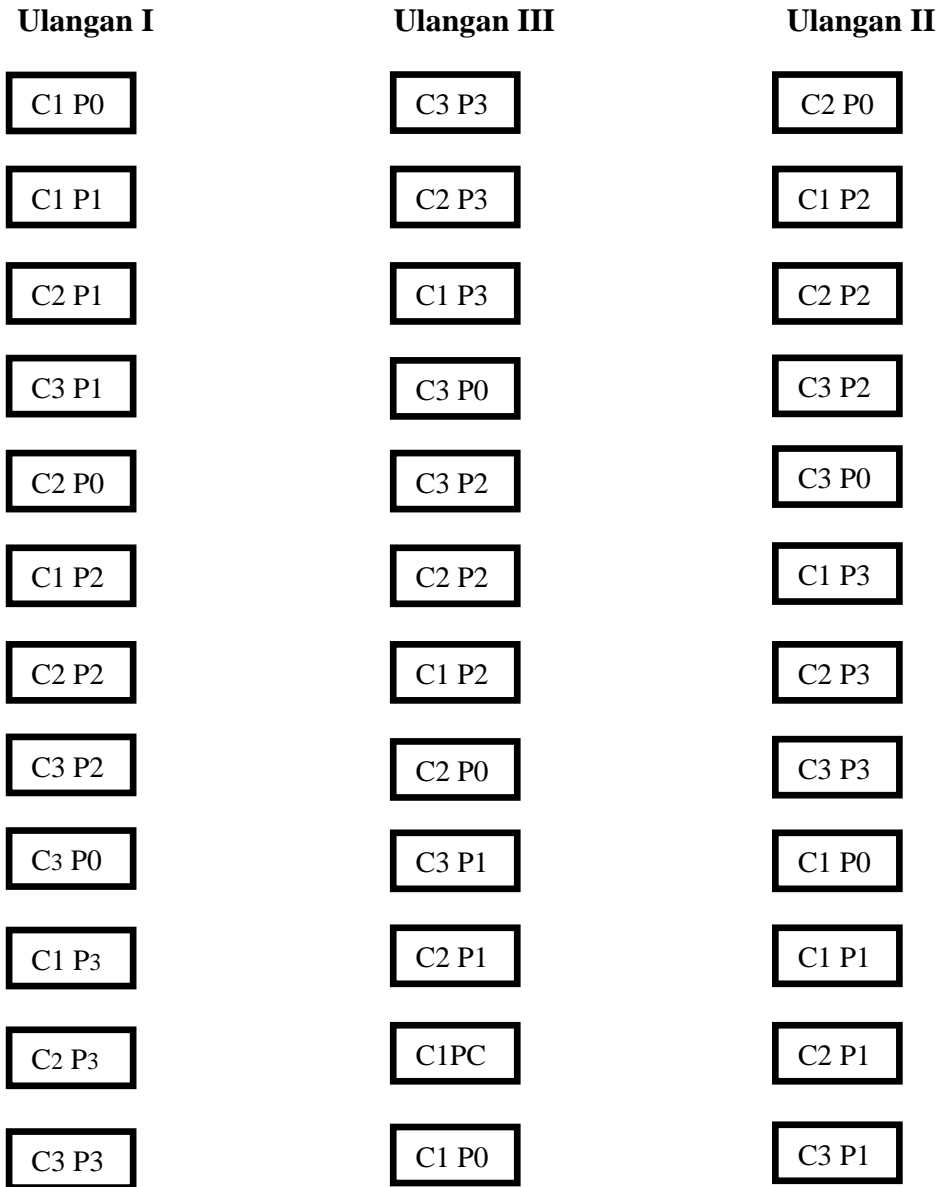 Ulangan I Ulangan III Ulangan II
C1 P0 C3 P3 C2 P0
C1 P1 C2 P3 C1 P2
C2 P1 C1 P3 C2 P2
C3 P1 C3 P0 C3 P2
C2 P0 C3 P2 C3 P0
C1 P2 C2 P2 C1 P3
C2 P2 C1 P2 C2 P3
C3 P2 C2 P0 C3 P3
C3 P0 C3 P1 C1 P0
C1 P3 C2 P1 C1 P1
C2 P3 C1PC C2 P1
C3 P3 C1 P0 C3 P1